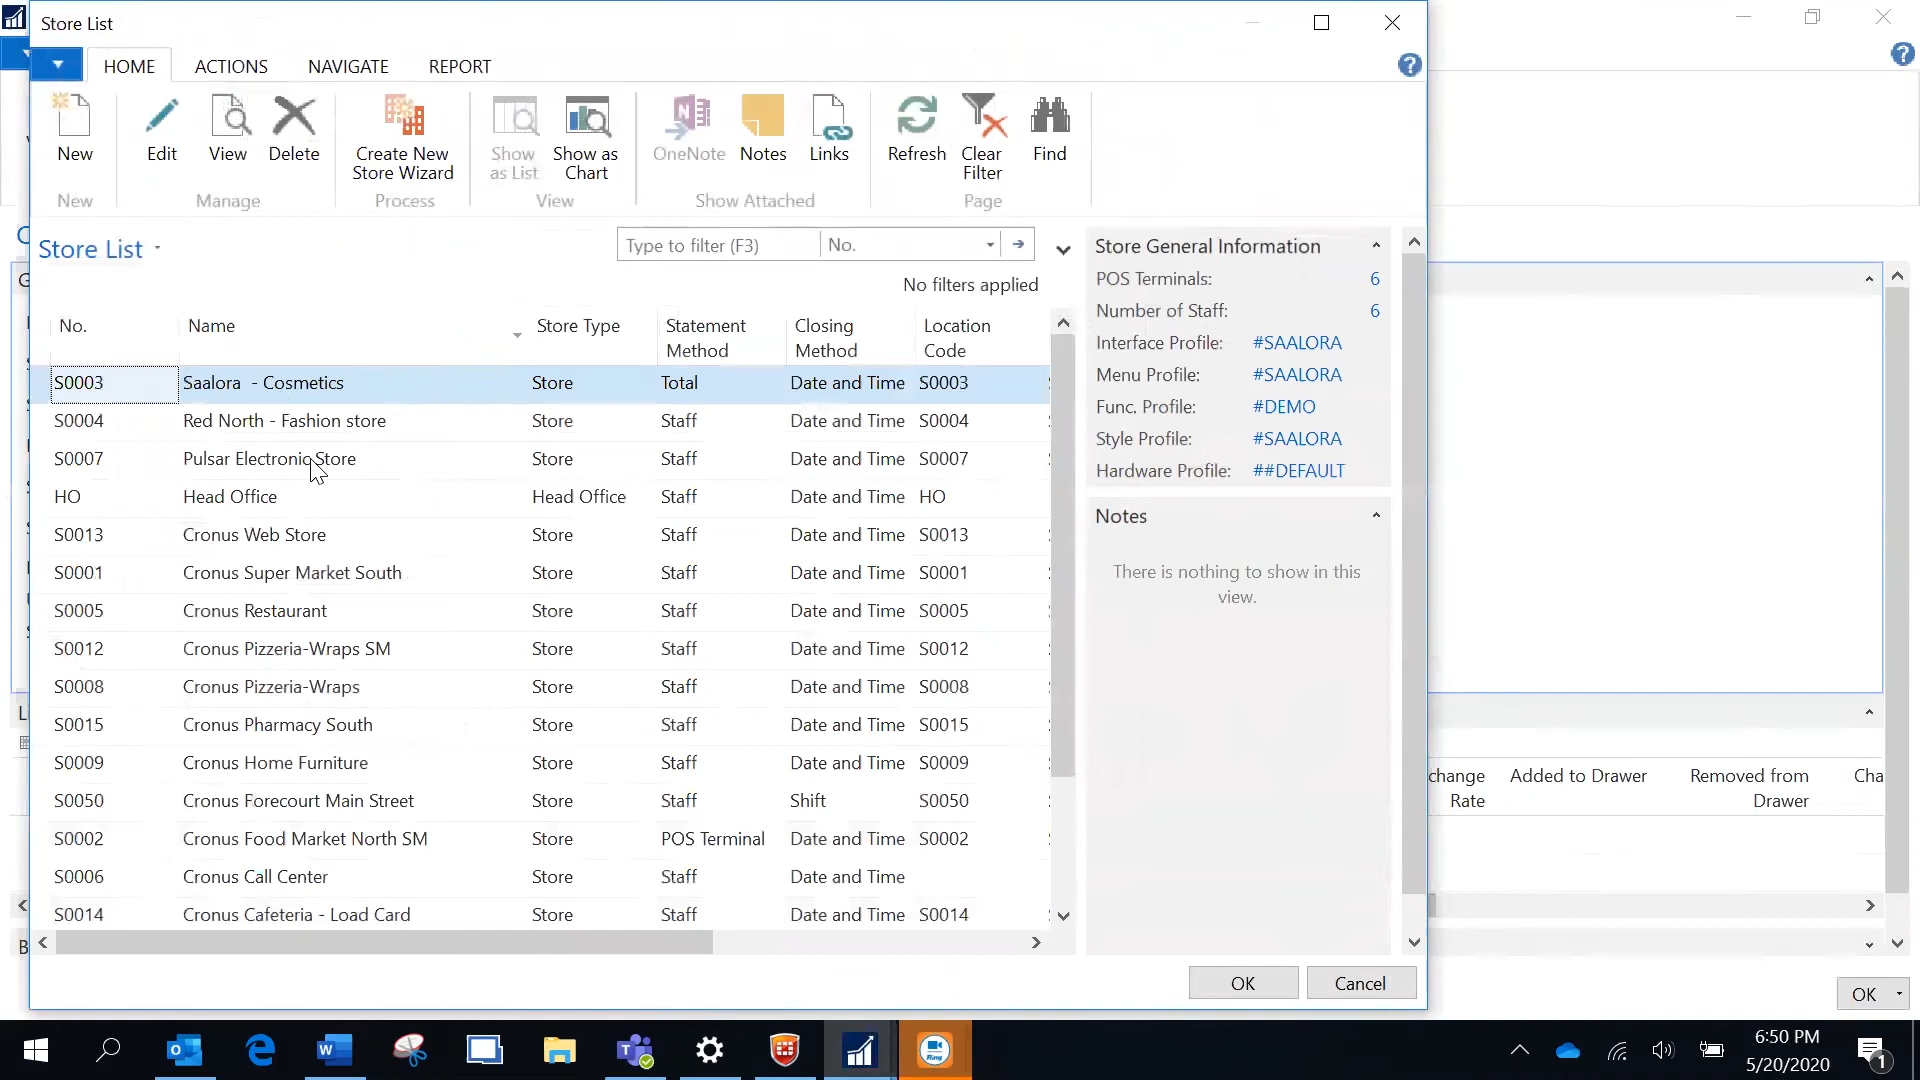 Store List
HOME ACTIONS NAVIGATE REPORT
New Edit View Delete Create New Store Wizard Show as List Show as Chart OneNote Notes Links Refresh Clear Filter Find
New Manage Process View Show Attached Page
Store List
Type to filter (F3) No.
No filters applied
No. Name Store Type Statement Method Closing Method Location Code
S0003 Saalora - Cosmetics Store Total Date and Time S0003
S0004 Red North - Fashion store Store Staff Date and Time S0004
S0007 Pulsar Electronic Store Store Staff Date and Time S0007
HO Head Office Head Office Staff Date and Time HO
S0013 Cronus Web Store Store Staff Date and Time S0013
S0001 Cronus Super Market South Store Staff Date and Time S0001
S0005 Cronus Restaurant Store Staff Date and Time S0005
S0012 Cronus Pizzeria-Wraps SM Store Staff Date and Time S0012
S0008 Cronus Pizzeria-Wraps Store Staff Date and Time S0008
S0015 Cronus Pharmacy South Store Staff Date and Time S0015
S0009 Cronus Home Furniture Store Staff Date and Time S0009
S0050 Cronus Forecourt Main Street Store Staff Shift S0050
S0002 Cronus Food Market North SM Store POS Terminal Date and Time S0002
S0006 Cronus Call Center Store Staff Date and Time
S0014 Cronus Cafeteria - Load Card Store Staff Date and Time S0014
Store General Information
POS Terminals: 6
Number of Staff: 6
Interface Profile: #SAALORA
Menu Profile: #SAALORA
Func. Profile: #DEMO
Style Profile: #SAALORA
Hardware Profile: ##DEFAULT
Notes
There is nothing to show in this
view.
OK Cancel
change Rate Added to Drawer Removed from Drawer Cha
OK
Ring
6:50 PM
5/20/2020
1